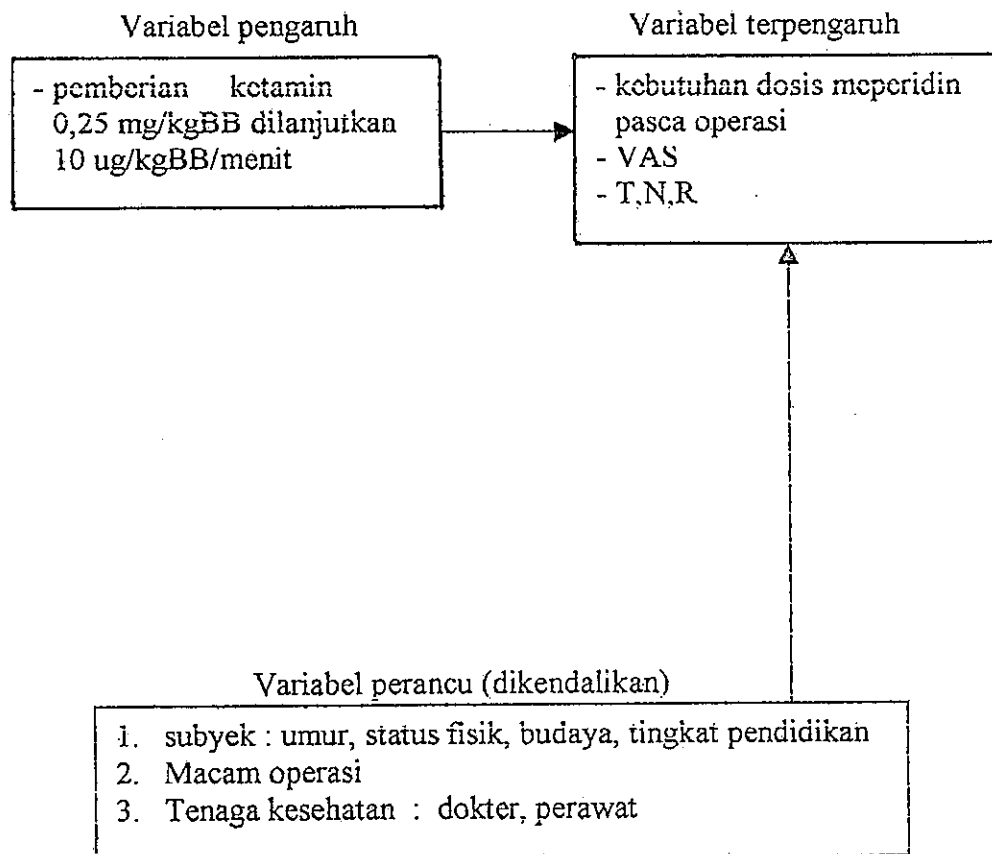 Variabel pengaruh
- pemberian ketamin
0,25 mg/kgBB dilanjutkan
10 ug/kgBB/menit
Variabel terpengaruh
- kebutuhan dosis meperidin
pasca operasi
- VAS
- T,N,R
Variabel perancu (dikendalikan)
1. subyek : umur, status fisik, budaya, tingkat pendidikan
2. Macam operasi
3. Tenaga kesehatan : dokter, perawat